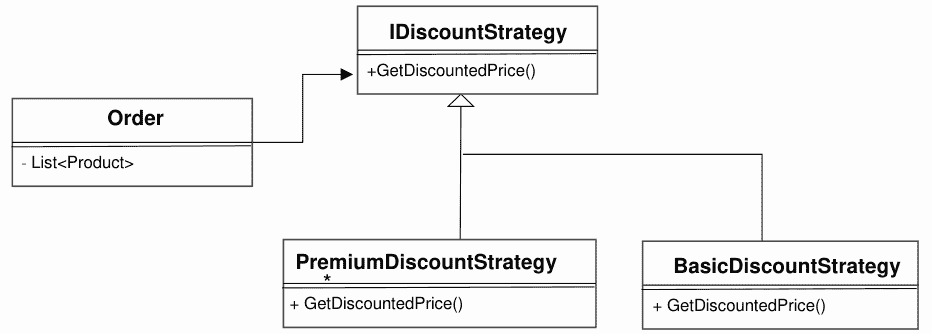 IDiscountStrategy
+GetDiscountedPrice()
Order
- List<Product>
PremiumDiscountStrategy
*
+ GetDiscountedPrice()
BasicDiscountStrategy
+ GetDiscountedPrice()